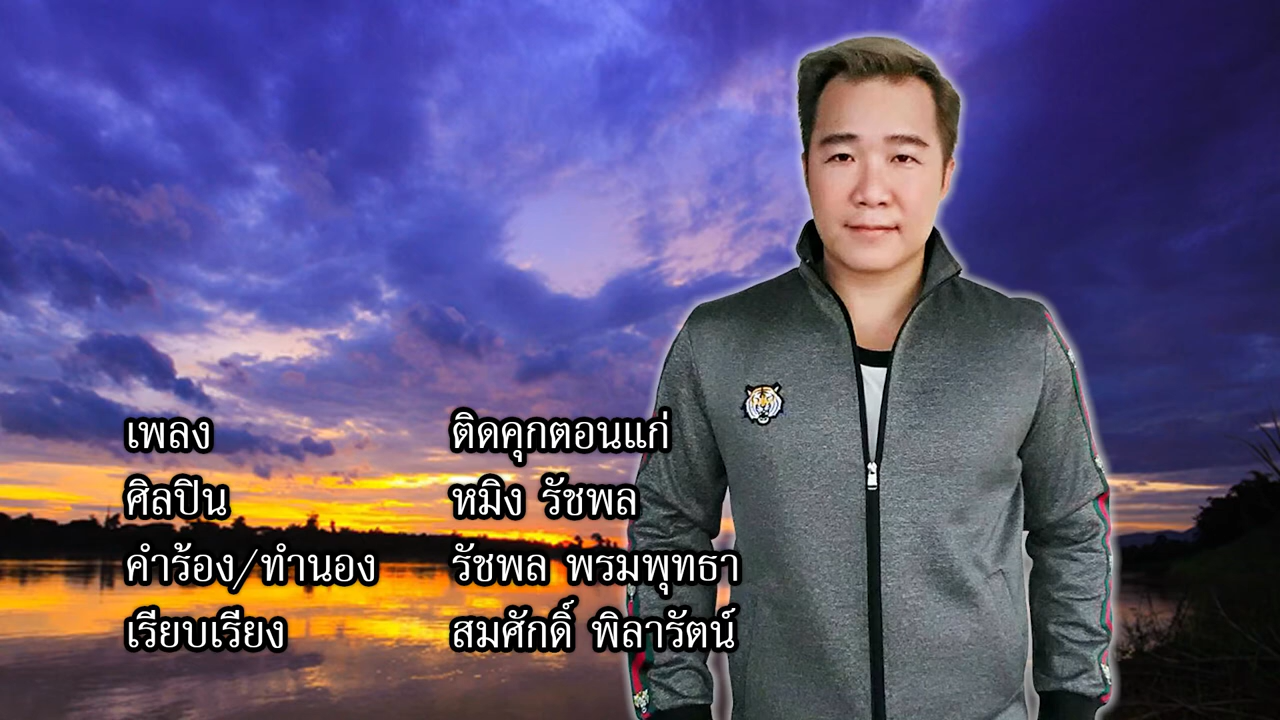 เพลง ติดคุกตอนแก่
ศิลปิน หมิง รัชพล
คำร้อง/ทำนอง รัชพล พรมพุทธา
เรียบเรียง สมศักดิ์ พิลารัตน์